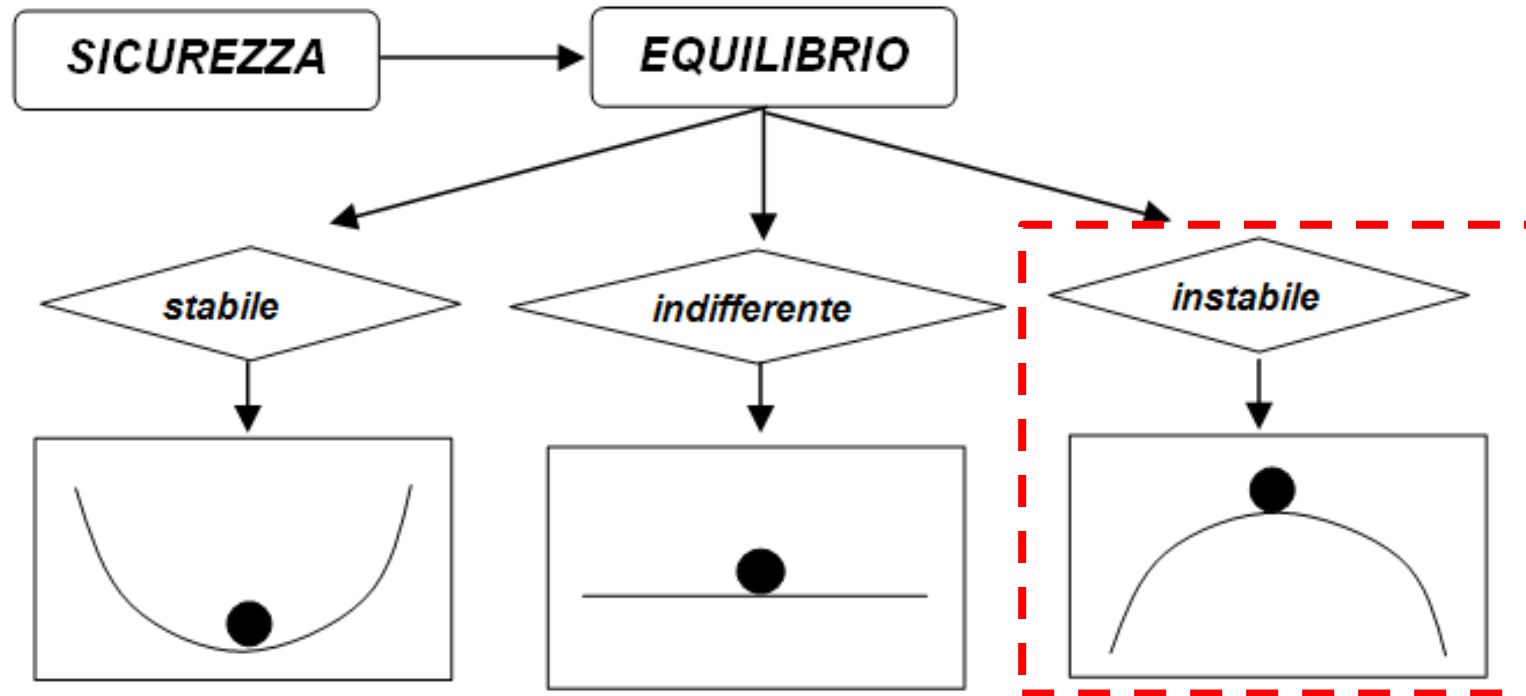 SICUREZZA
EQUILIBRIO
stabile
indifferente
instabile